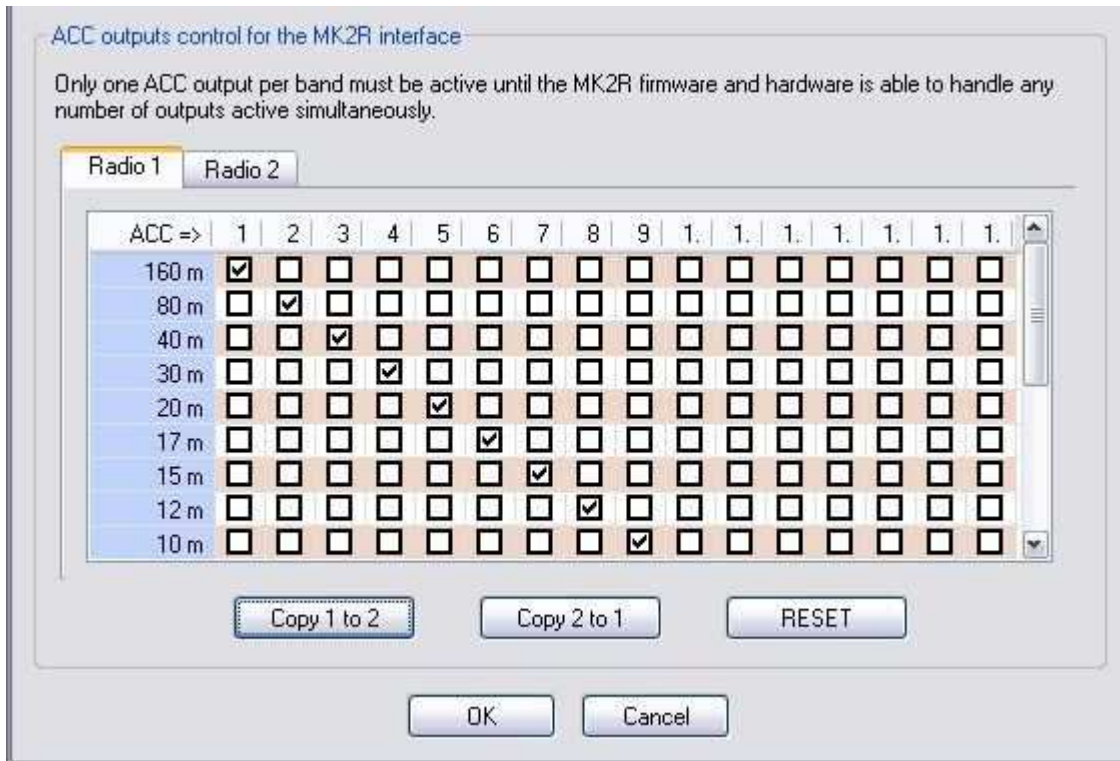 ACC outputs control for the MK2R interface
Only one ACC output per band must be active until the MK2R firmware and hardware is able to handle any
number of outputs active simultaneously.
Radio 1 Radio 2
ACC => 1 2 3 4 5 6 7 8 9 1. 1. 1. 1. 1. 1. 1.
160 m
80 m
40 m
30 m
20 m
17 m
15 m
12 m
10 m
Copy 1 to 2 Copy 2 to 1 RESET
OK Cancel